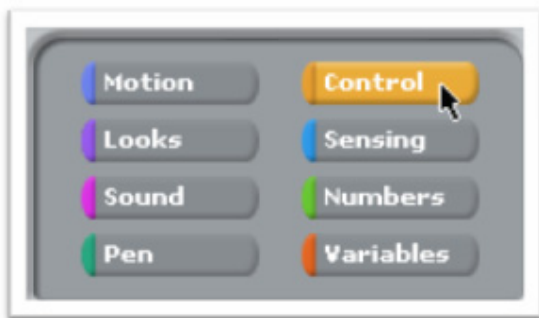 Motion Control
Looks Sensing
Sound Numbers
Pen Variables